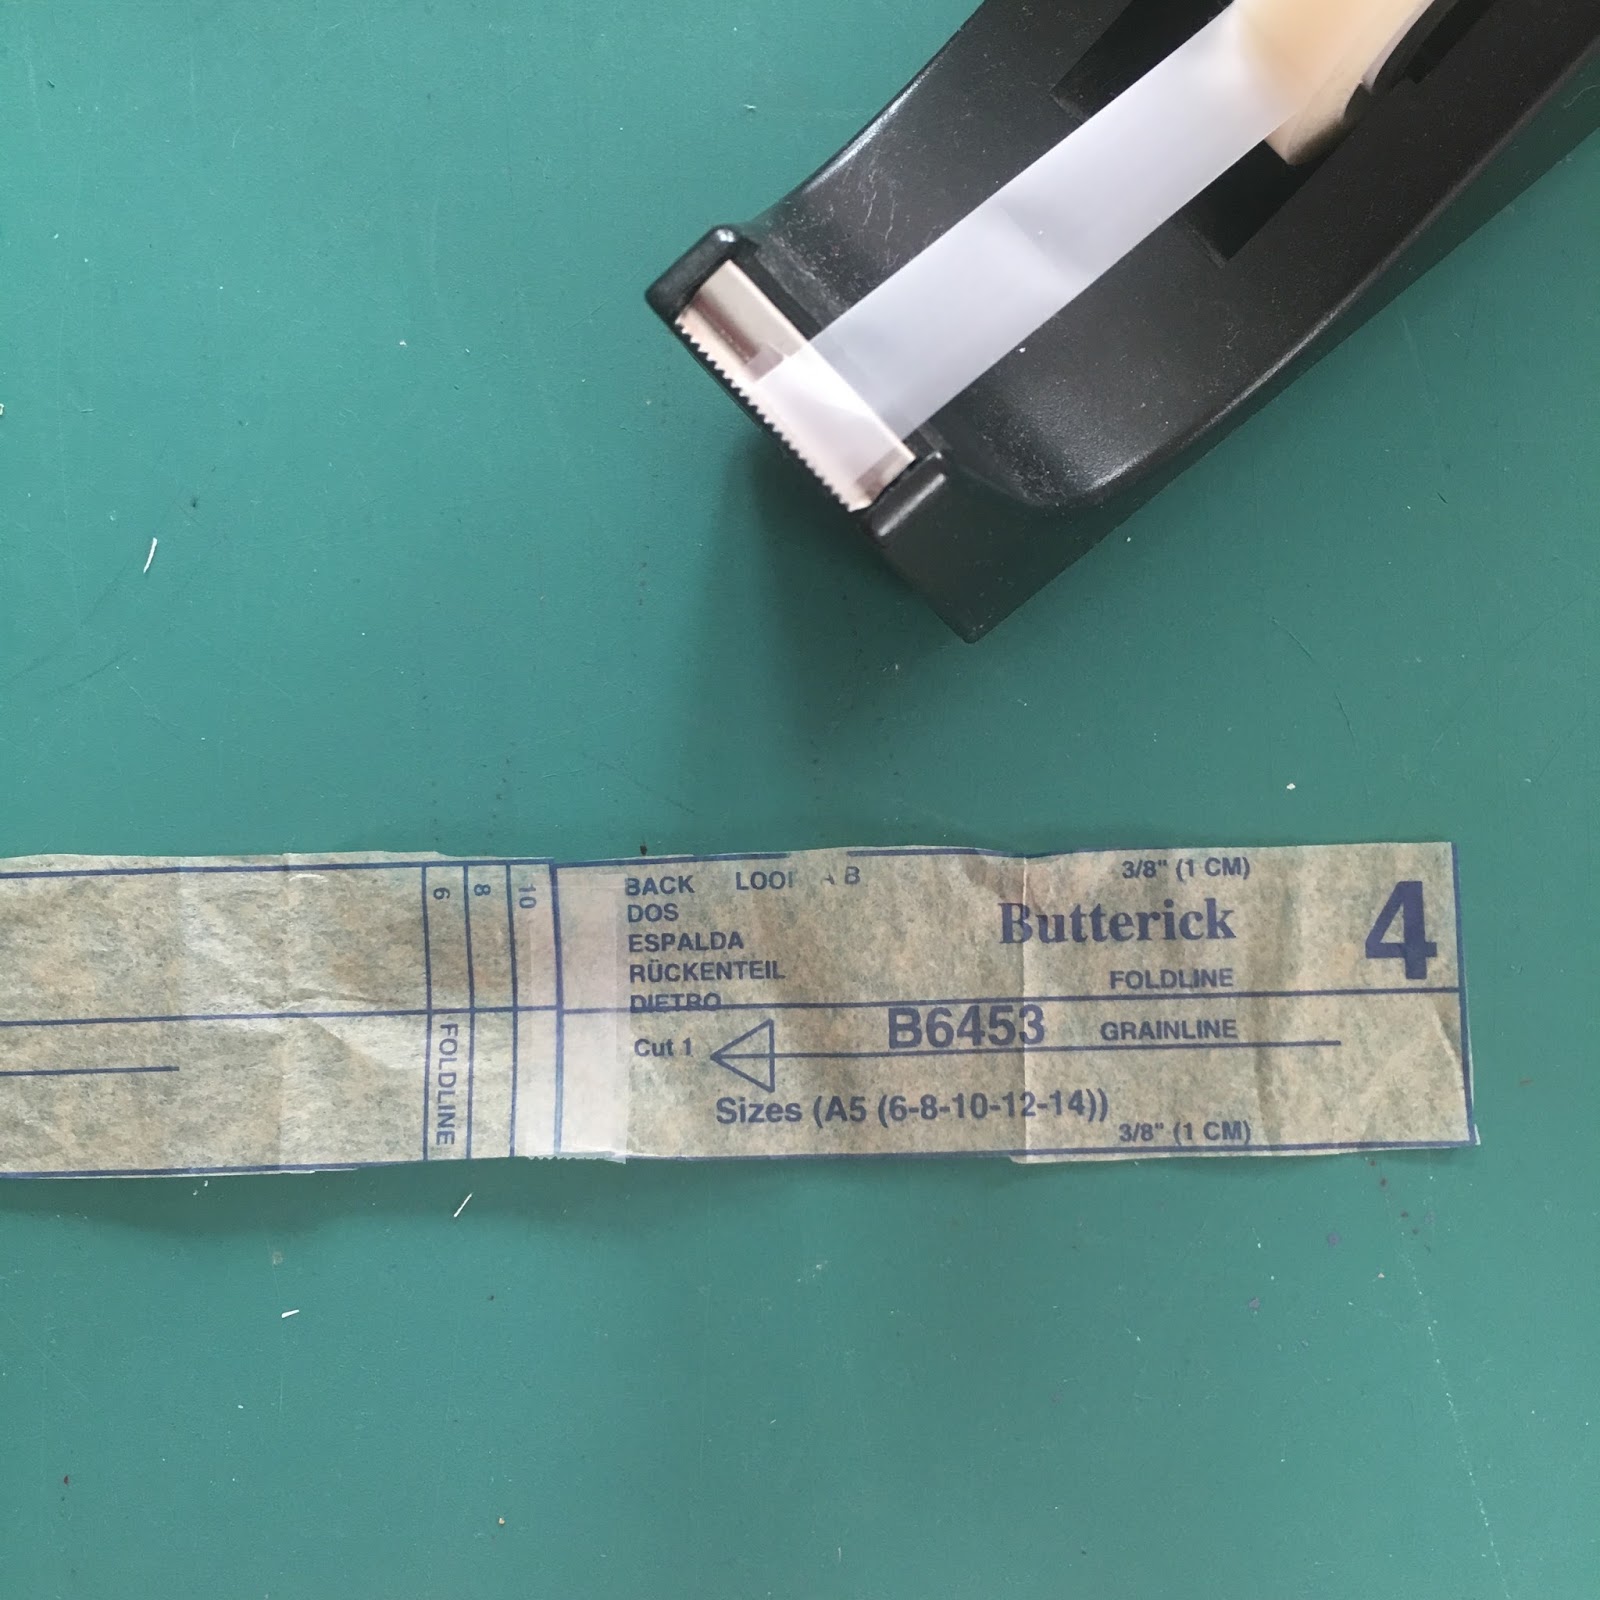 BACK
DOS
ESPALDA
RÜCKENTEIL
DIETRO
Cut 1
B
3/8" (1 CM)
Butterick
4
FOLDLINE
B6453
GRAINLINE
Sizes (A5 (6-8-10-12-14))
3/8" (1 CM)
6
8
10
FOLDLINE